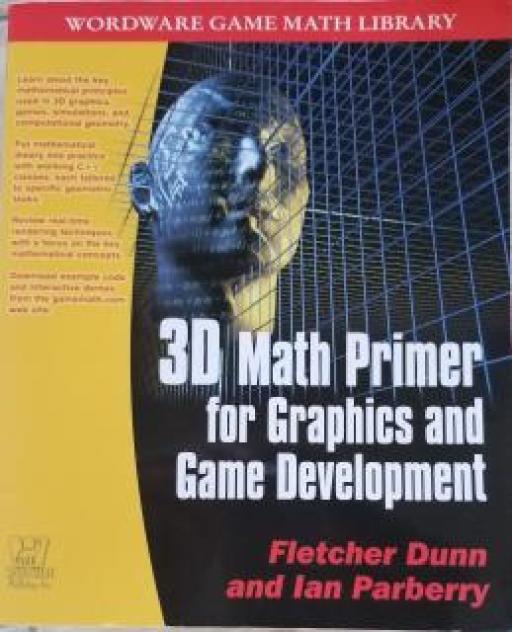 WORDWARE GAME MATH LIBRARY
Learn about the key
mathematical principles
used in 3D graphics,
games, simulations, and
computational geometry.
Put mathematical
theory into practice
with working C++
classes, each tailored
to specific geometric
tasks.
Review real-time
rendering techniques
with a focus on the key
mathematical concepts.
Download example code
and interactive demos
from the gamemath.com
web site.
3D Math Primer
for Graphics and
Game Development
Fletcher Dunn
and Ian Parberry